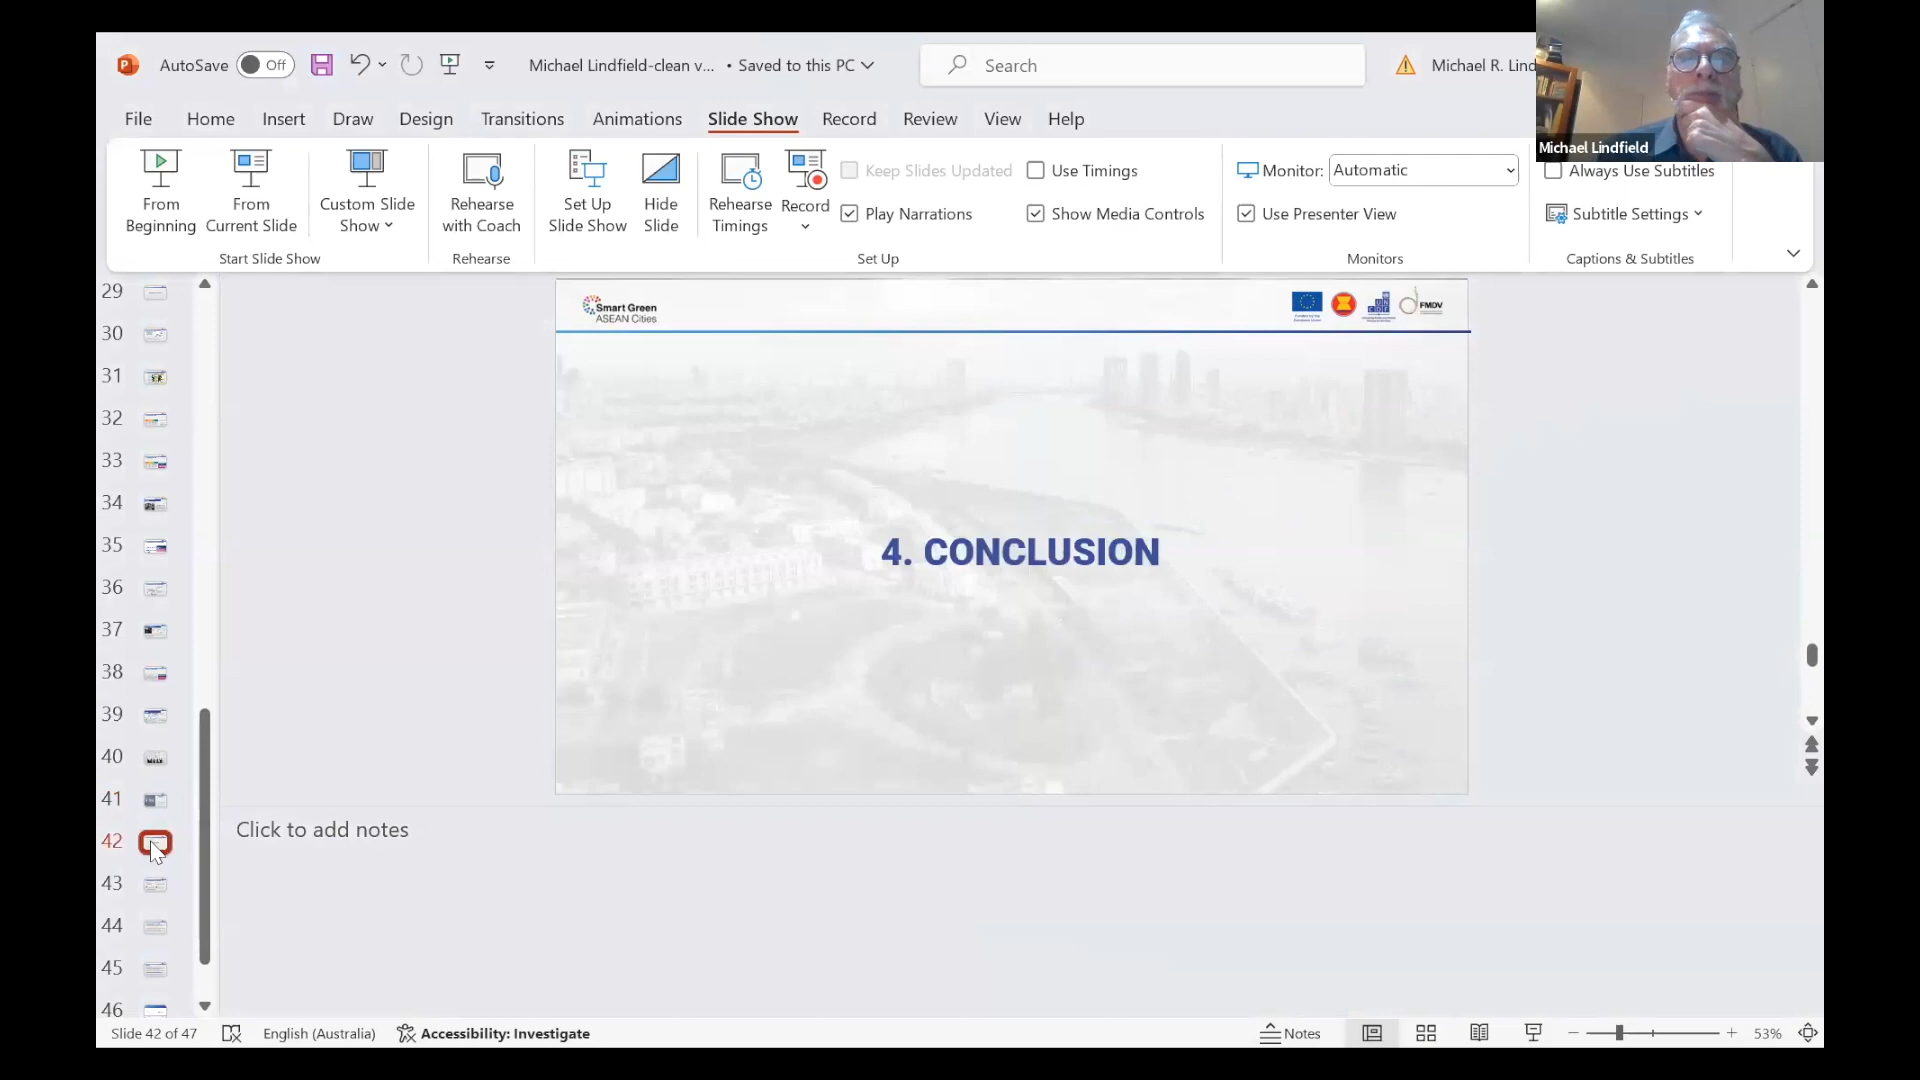 AutoSave Off Michael Lindfield-clean v... • Saved to this PC Search Michael R. Lind
Michael Lindfield
File Home Insert Draw Design Transitions Animations Slide Show Record Review View Help
From Beginning
From Current Slide
Custom Slide Show
Start Slide Show
Rehearse with Coach
Rehearse
Set Up Slide Show
Hide Slide
Rehearse Timings
Record
Keep Slides Updated
Use Timings
Play Narrations
Show Media Controls
Set Up
Monitor: Automatic
Use Presenter View
Monitors
Always Use Subtitles
Subtitle Settings
Captions & Subtitles
29
30
31
32
33
34
35
36
37
38
39
40
41
42
43
44
45
46
Smart Green
ASEAN Cities
FMDV
4. CONCLUSION
Click to add notes
Slide 42 of 47 English (Australia) Accessibility: Investigate Notes 53%